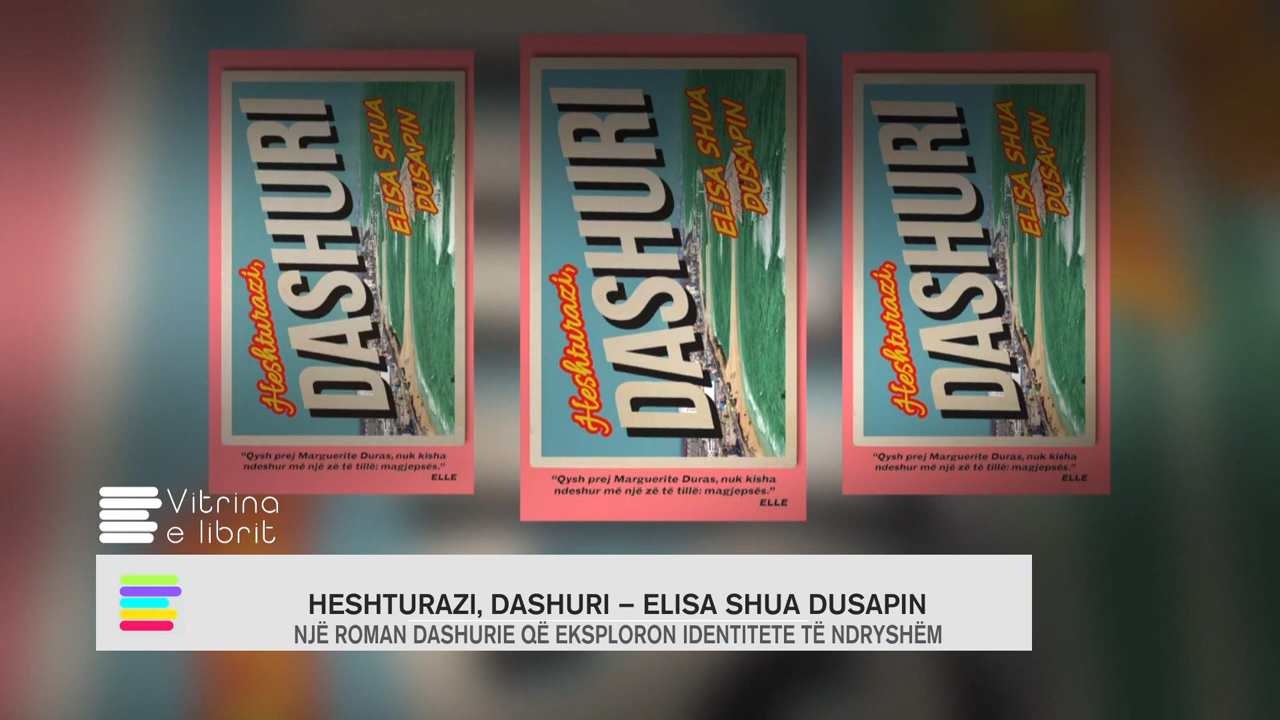 Heshturazi,
DASHURI
ELISA SHUA
DUSAPIN
“Qysh prej Marguerite Duras, nuk kisha
ndeshur më një zë të tillë: magjepsës.”
ELLE
Heshturazi,
DASHURI
ELISA SHUA
DUSAPIN
“Qysh prej Marguerite Duras, nuk kisha
ndeshur më një zë të tillë: magjepsës.”
ELLE
Heshturazi,
DASHURI
ELISA SHUA
DUSAPIN
“Qysh prej Marguerite Duras, nuk kisha
ndeshur më një zë të tillë: magjepsës.”
ELLE
Vitrina
e librit
HESHTURAZI, DASHURI – ELISA SHUA DUSAPIN
NJË ROMAN DASHURIE QË EKSPLORON IDENTITETE TË NDRYSHËM